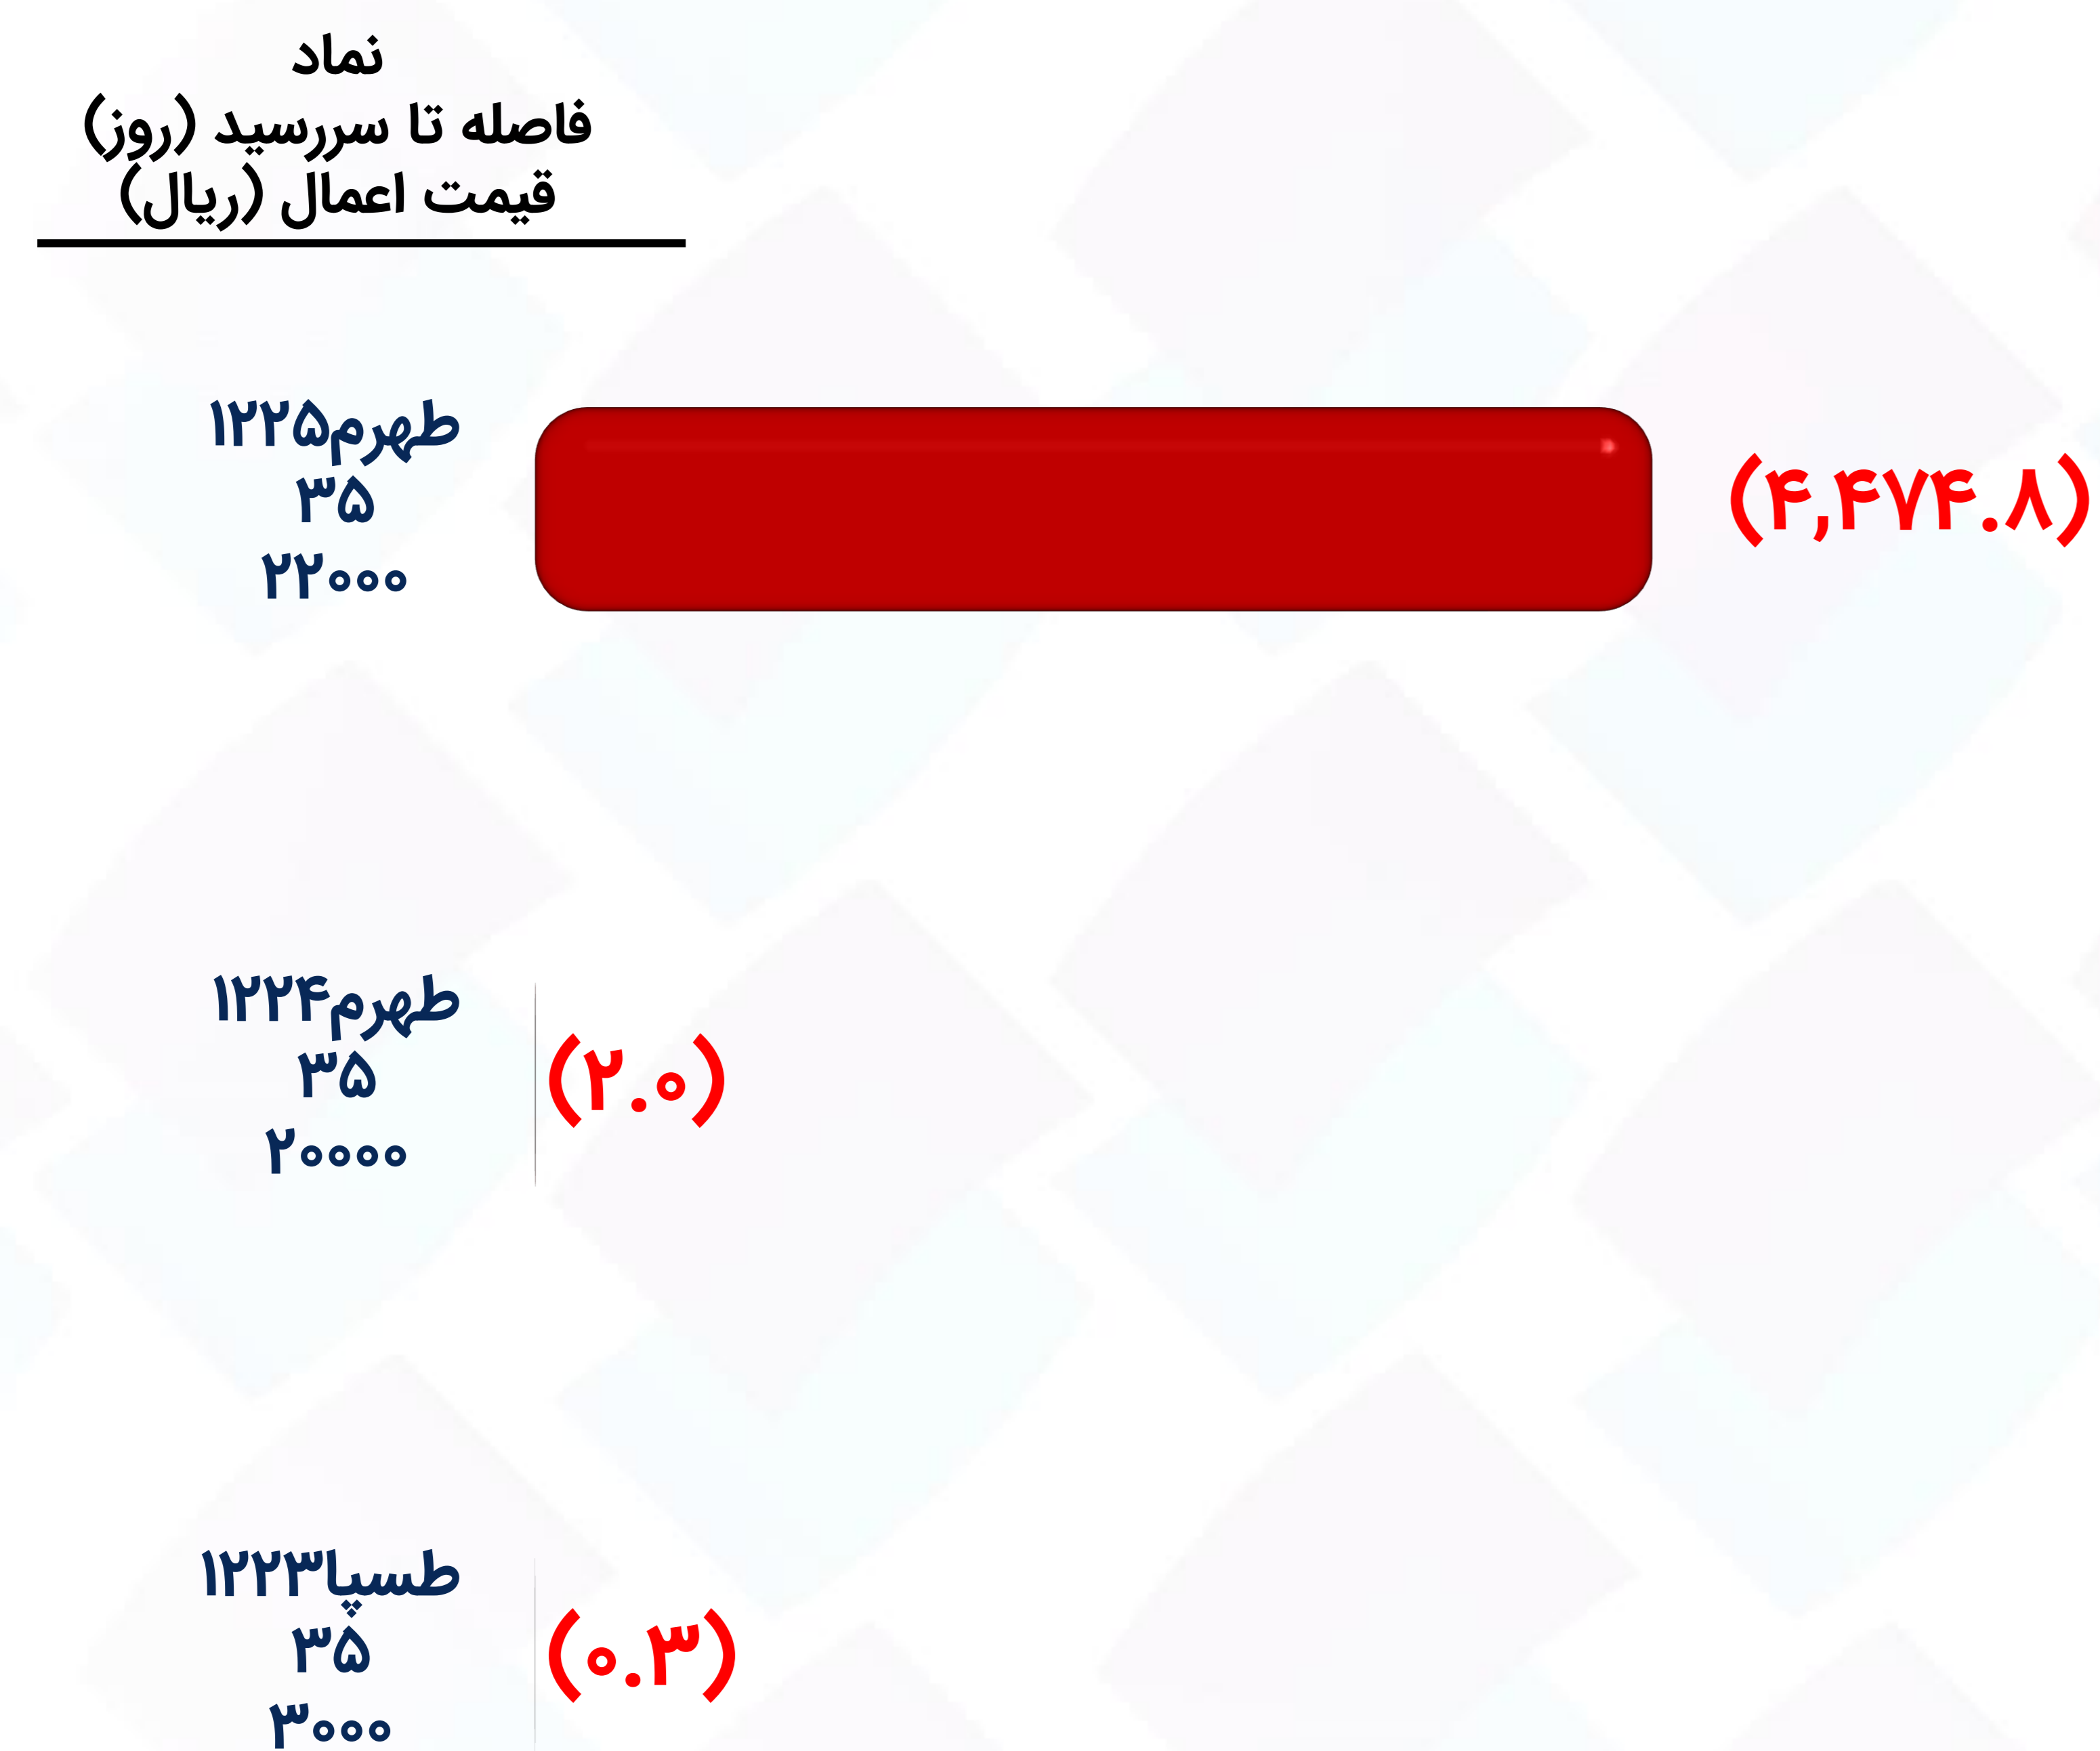 نماد
فاصله تا سررسید (روز)
قیمت اعمال (ریال)
طهرم۱۲۲۵
۳۵
۲۲۰۰۰
(۴,۴۷۴.۸)
طهرم۱۲۲۴
۳۵
۲۰۰۰۰
(۲.۰)
طسپا۱۲۲۳
۳۵
۳۰۰۰
(۰.۳)